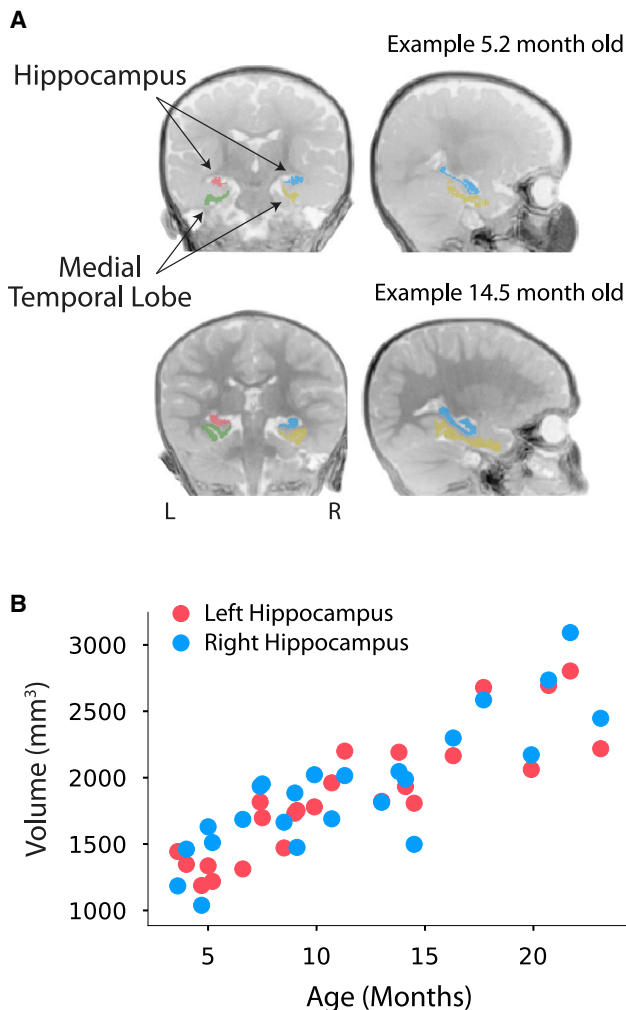 A
Example 5.2 month old
Hippocampus
Medial
Temporal Lobe
Example 14.5 month old
L
R
B
Left Hippocampus
Right Hippocampus
3000
2500
2000
1500
1000
Volume (mm³)
5
10
15
20
Age (Months)